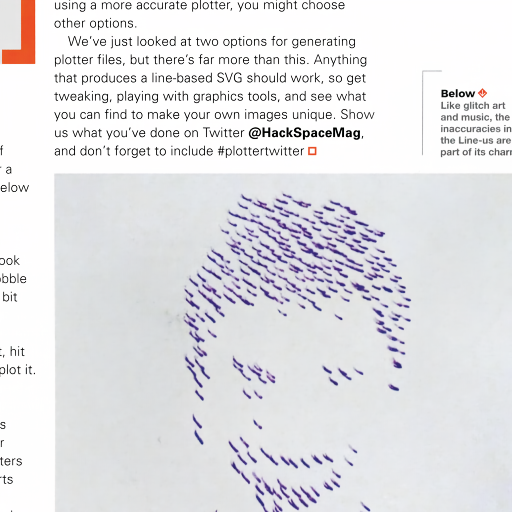 using a more accurate plotter, you might choose
other options.
We've just looked at two options for generating
plotter files, but there's far more than this. Anything
that produces a line-based SVG should work, so get
tweaking, playing with graphics tools, and see what
you can find to make your own images unique. Show
us what you've done on Twitter @HackSpaceMag,
and don't forget to include #plottertwitter
Below
Like glitch art
and music, the
inaccuracies in
the Line-us are
part of its char
f
a
elow
ook
bble
bit
, hit
plot it.
s
r
ters
rts